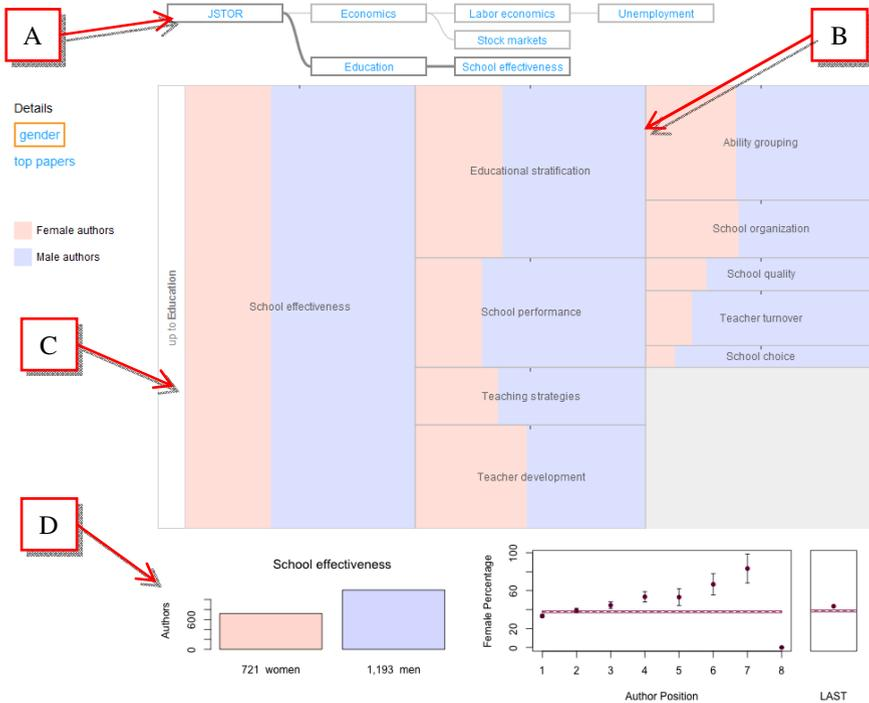 A
JSTOR
Economics
Labor economics
Unemployment
B
Stock markets
Education
School effectiveness
Details
gender
top papers
Female authors
Male authors
up to Education
School effectiveness
Educational stratification
School performance
Teaching strategies
Teacher development
Ability grouping
School organization
School quality
Teacher turnover
School choice
C
D
School effectiveness
Authors
0
600
721 women
1,193 men
Female Percentage
0
20
60
100
1 2 3 4 5 6 7 8
Author Position
LAST